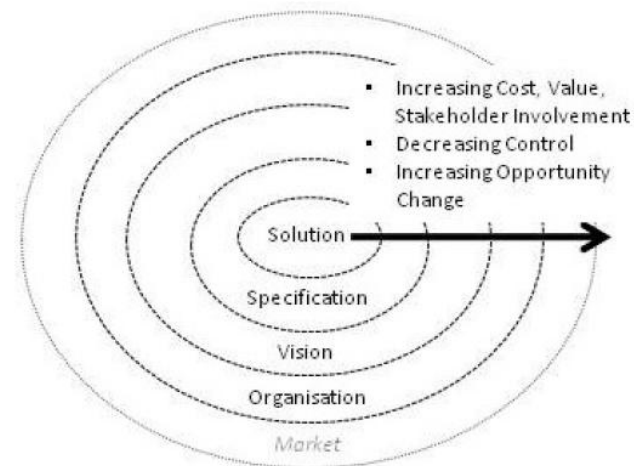 ▪ Increasing Cost, Value,
Stakeholder Involvement
▪ Decreasing Control
▪ Increasing Opportunity
Change
Solution
Specification
Vision
Organisation
Market